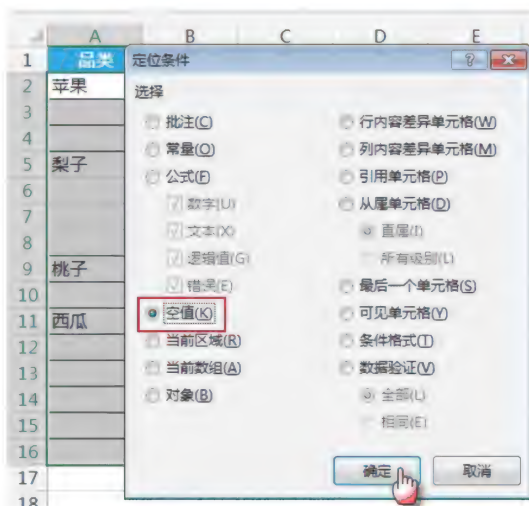 A B C D E
1 品类 定位条件
2 苹果 选择
3 批注(C) 行内容差异单元格(W)
4 常量(O) 列内容差异单元格(M)
5 梨子 公式(F) 引用单元格(P)
6 数字(U) 从属单元格(D)
7 文本(X) 直属(I)
8 逻辑值(G) 所有级别(L)
9 桃子 错误(E) 最后一个单元格(S)
10 空值(K) 可见单元格(Y)
11 西瓜
12 当前区域(R) 条件格式(T)
13 当前数组(A) 数据验证(V)
14 对象(B) 全部(L)
15 相同(E)
16 确定 取消
17
18